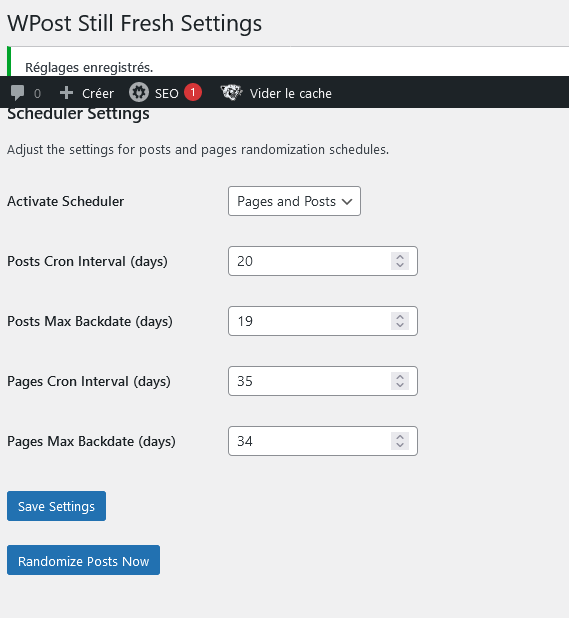 WPost Still Fresh Settings
Réglages enregistrés.
0 Créer SEO 1 Vider le cache
Scheduler Settings
Adjust the settings for posts and pages randomization schedules.
Activate Scheduler Pages and Posts
Posts Cron Interval (days) 20
Posts Max Backdate (days) 19
Pages Cron Interval (days) 35
Pages Max Backdate (days) 34
Save Settings
Randomize Posts Now